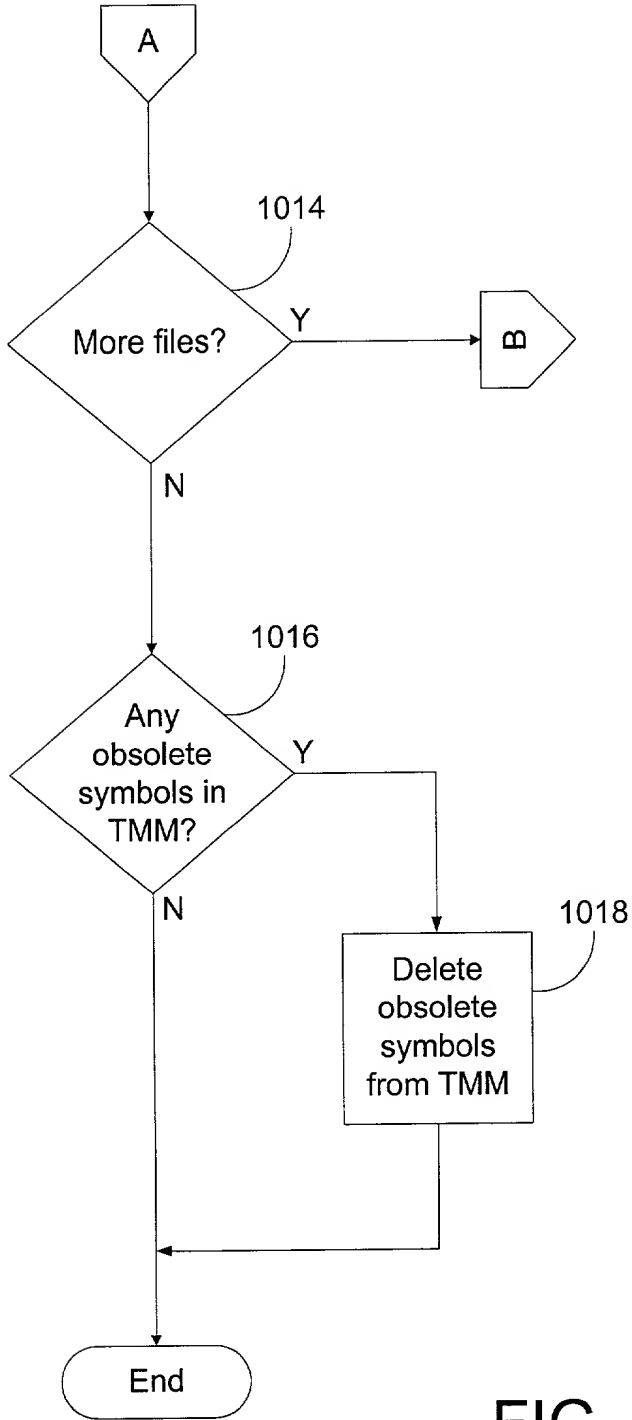 A
1014
More files?
Y
B
N
1016
Any
obsolete
symbols in
TMM?
Y
N
1018
Delete
obsolete
symbols
from TMM
End
FIG